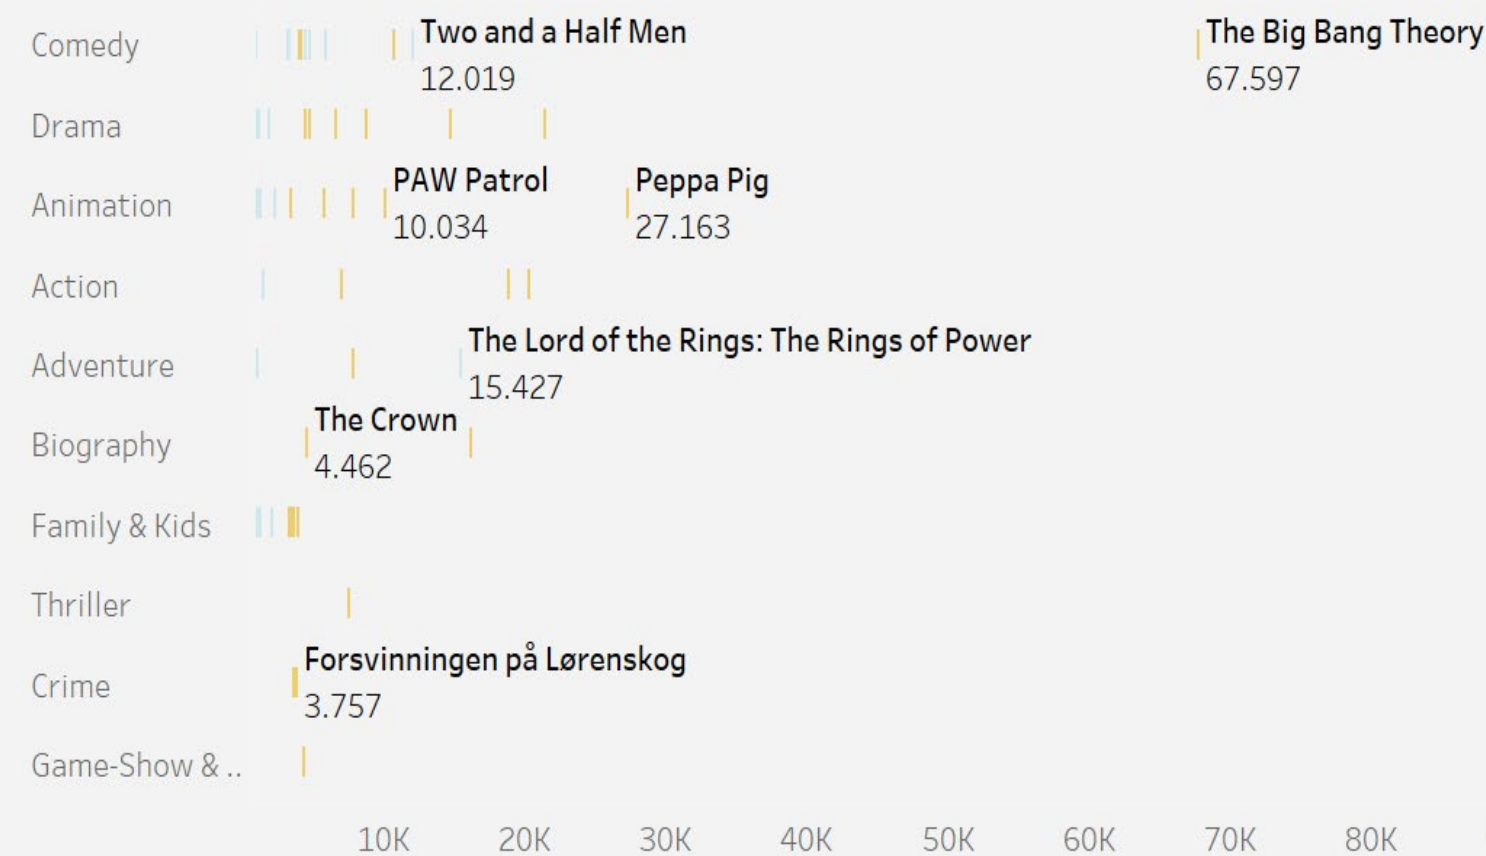 Comedy
Two and a Half Men
12.019
The Big Bang Theory
67.597
Drama
Animation
PAW Patrol
10.034
Peppa Pig
27.163
Action
Adventure
The Lord of the Rings: The Rings of Power
15.427
Biography
The Crown
4.462
Family & Kids
Thriller
Crime
Forsvinningen på Lørenskog
3.757
Game-Show & ..
10K 20K 30K 40K 50K 60K 70K 80K